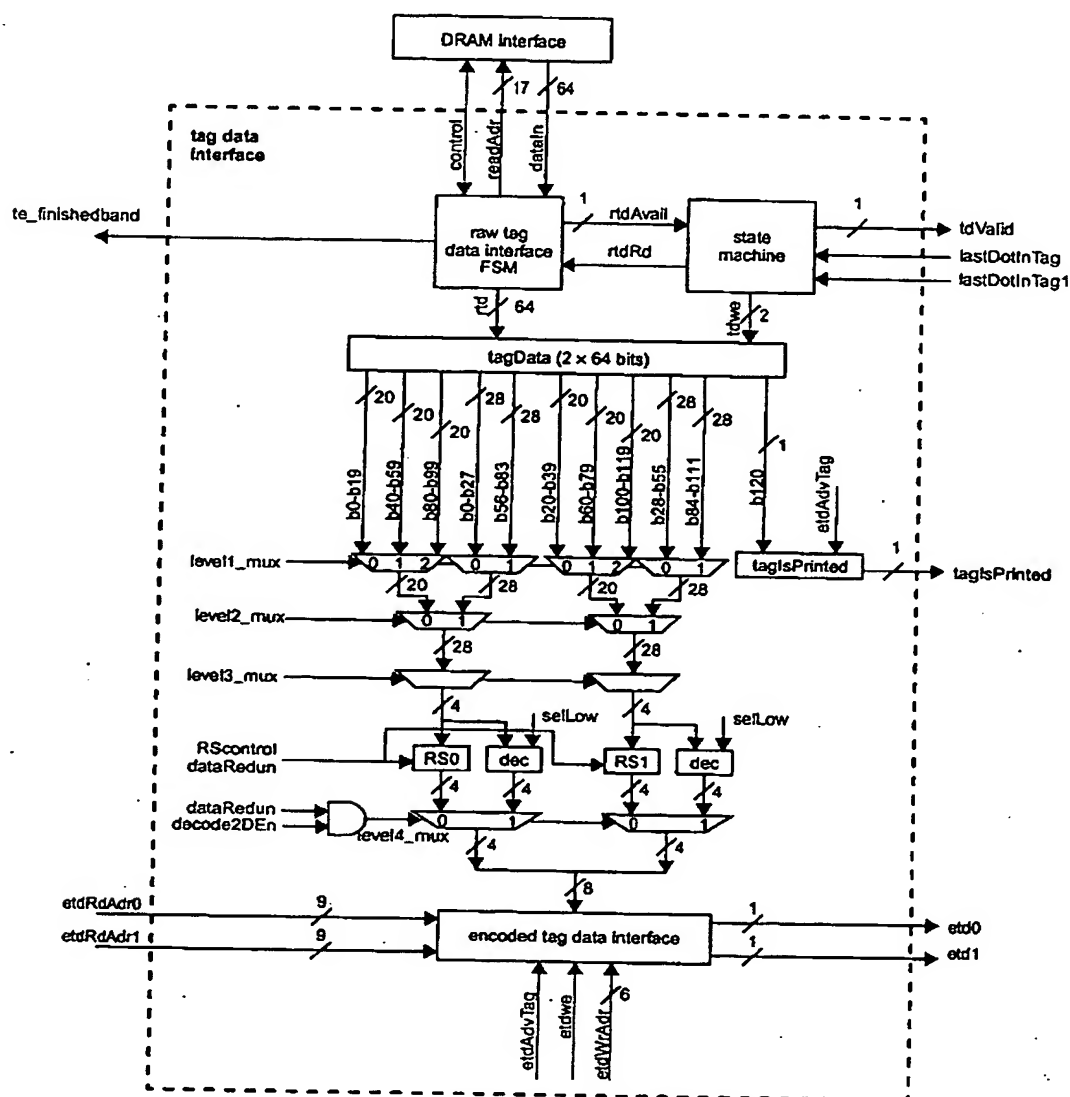 DRAM Interface
17
64
tag data
interface
control
readAdr
dataIn
te_finishedband
raw tag
data interface
FSM
1
rtdAvail
rtdRd
state
machine
1
tdValid
lastDotInTag
lastDotInTag1
rtd
64
tdwe
2
tagData (2 × 64 bits)
20
20
20
28
28
20
20
20
28
28
1
b0-b19
b40-b59
b80-b99
b0-b27
b56-b83
b20-b39
b60-b79
b100-b119
b28-b55
b84-b111
b120
etdAdvTag
level1_mux
0 1 2
0 1
0 1 2
0 1
tagIsPrinted
1
tagIsPrinted
20
28
20
28
level2_mux
0 1
0 1
28
28
level3_mux
4
selLow
4
selLow
RScontrol
dataRedun
RS0
dec
RS1
dec
4
4
4
4
dataRedun
decode2DEn
level4_mux
0 1
0 1
4
4
8
etdRdAdr0
9
etdRdAdr1
9
encoded tag data interface
1
etd0
1
etd1
etdAdvTag
etdwe
etdWrAdr
6